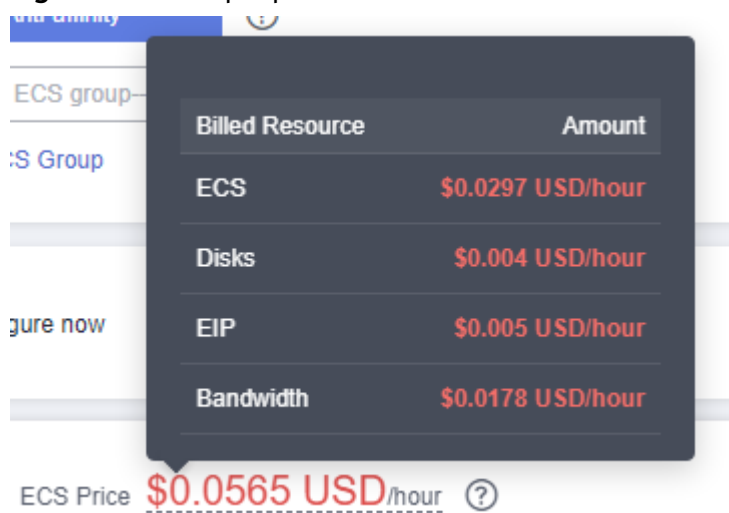 ECS group--
Billed Resource Amount
CS Group
ECS $0.0297 USD/hour
Disks $0.004 USD/hour
gure now
EIP $0.005 USD/hour
Bandwidth $0.0178 USD/hour
ECS Price $0.0565 USD/hour ?